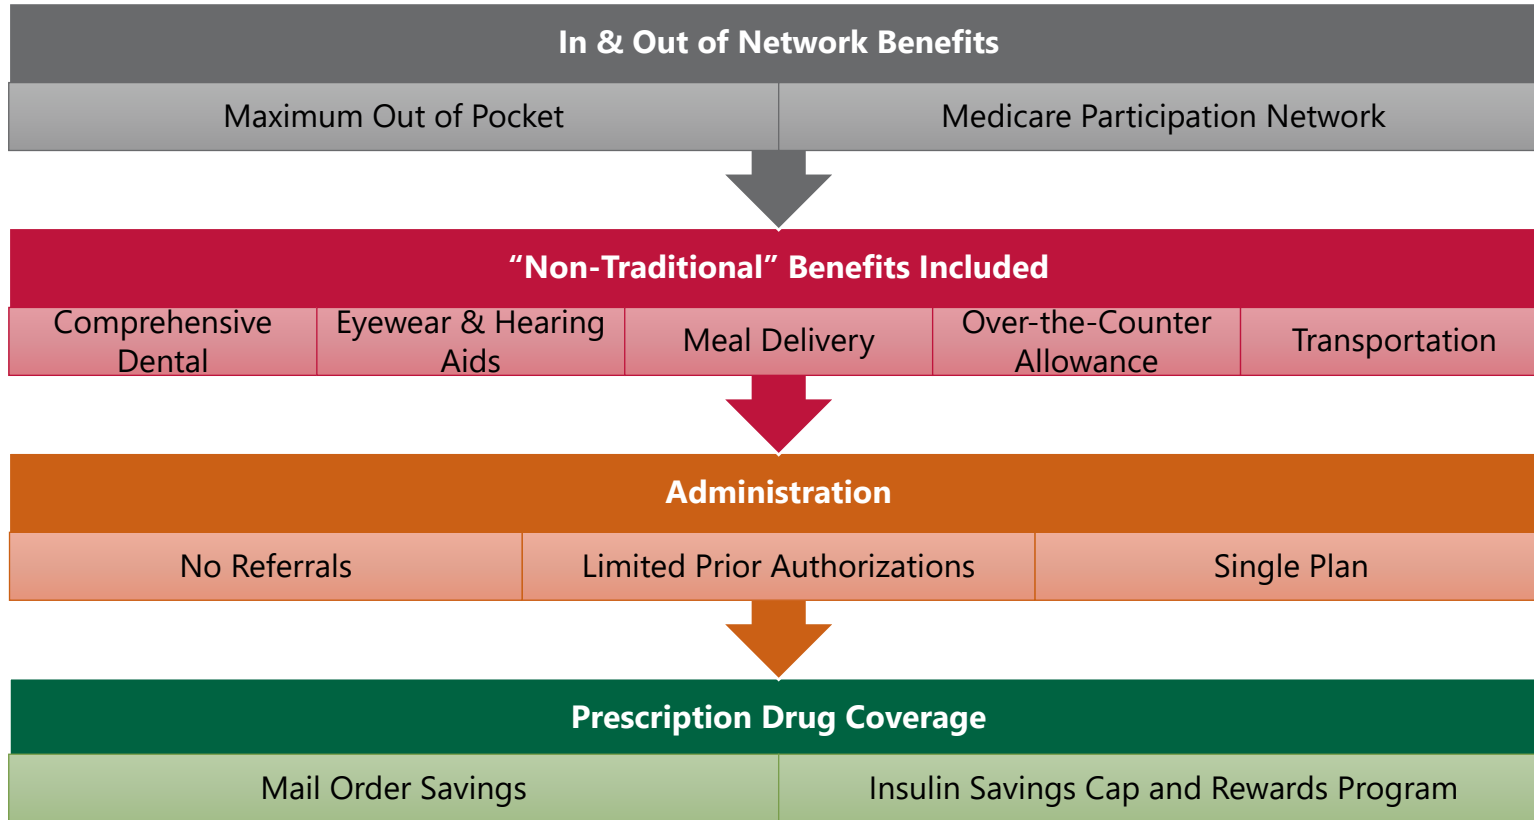 In & Out of Network Benefits
Maximum Out of Pocket
Medicare Participation Network
“Non-Traditional” Benefits Included
Comprehensive
Dental
Eyewear & Hearing
Aids
Meal Delivery
Over-the-Counter
Allowance
Transportation
Administration
No Referrals
Limited Prior Authorizations
Single Plan
Prescription Drug Coverage
Mail Order Savings
Insulin Savings Cap and Rewards Program